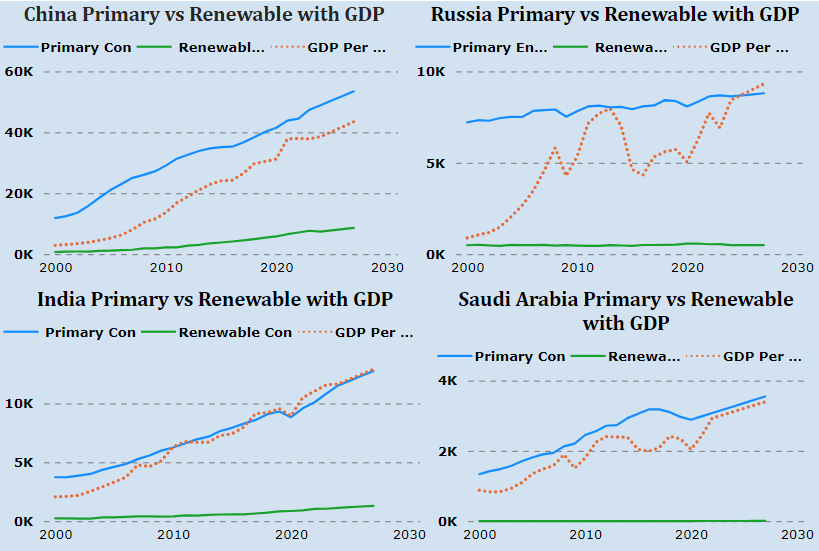 China Primary vs Renewable with GDP
Primary Con Renewabl... GDP Per ...
60K
40K
20K
0K
2000 2010 2020 2030
Russia Primary vs Renewable with GDP
Primary En... Renewa... GDP Per ...
10K
5K
0K
2000 2010 2020 2030
India Primary vs Renewable with GDP
Primary Con Renewable Con GDP Per ...
10K
5K
0K
2000 2010 2020 2030
Saudi Arabia Primary vs Renewable
with GDP
Primary Con Renewa... GDP Per ...
4K
2K
0K
2000 2010 2020 2030